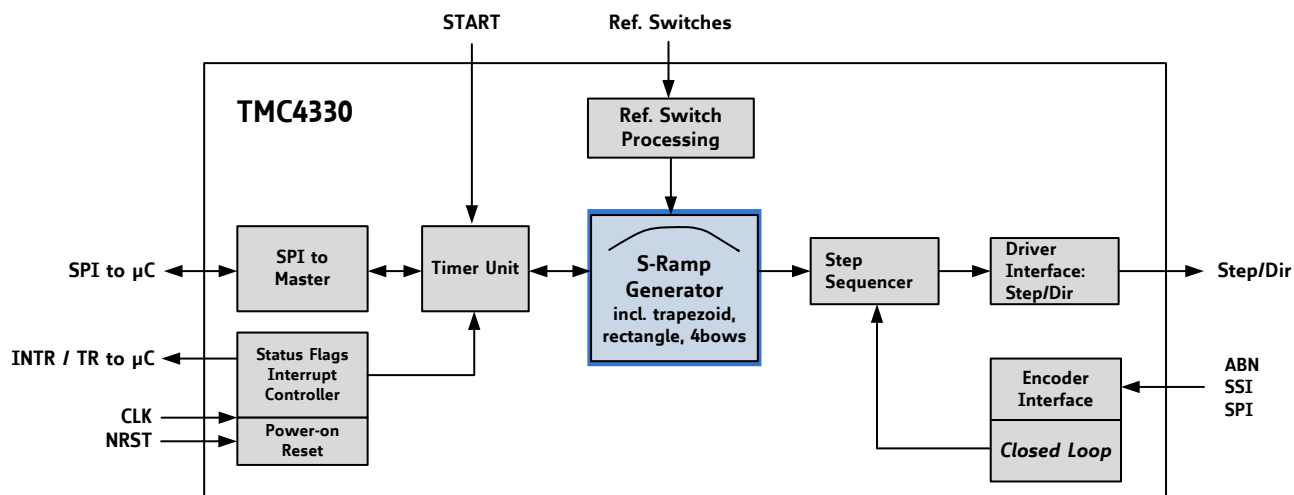 START
Ref. Switches
TMC4330
Ref. Switch
Processing
SPI to µC
SPI to
Master
Timer Unit
S-Ramp
Generator
incl. trapezoid,
rectangle, 4bows
Step
Sequencer
Driver
Interface:
Step/Dir
Step/Dir
INTR / TR to µC
Status Flags
Interrupt
Controller
CLK
NRST
Power-on
Reset
Encoder
Interface
Closed Loop
ABN
SSI
SPI